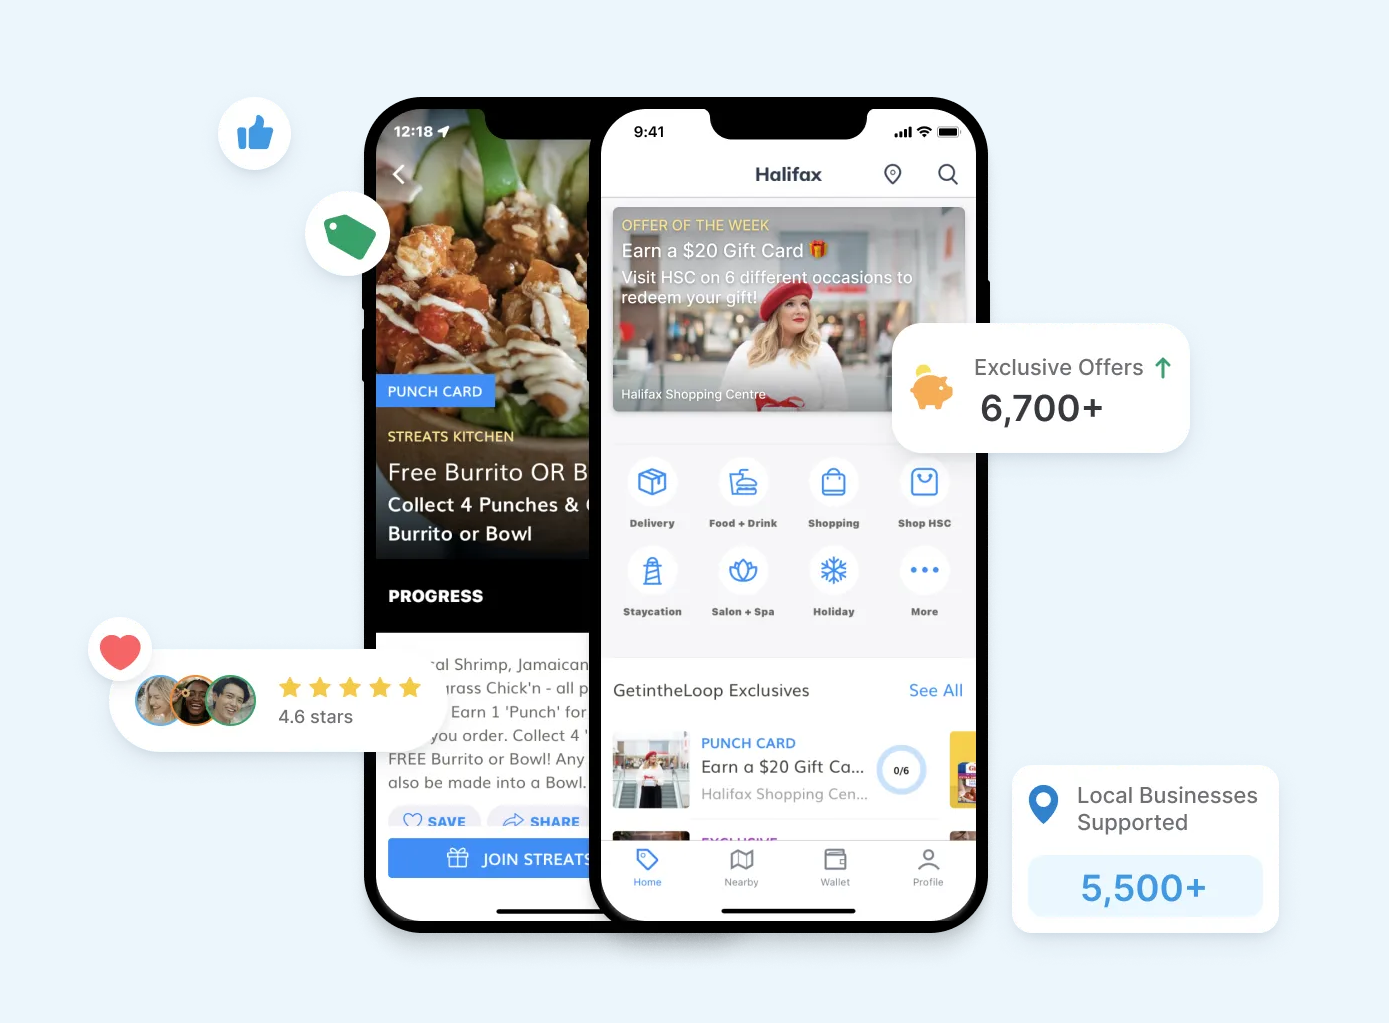 12:18
PUNCH CARD
STREATS KITCHEN
Free Burrito OR B
Collect 4 Punches &
Burrito or Bowl
PROGRESS
al Shrimp, Jamaican
grass Chick'n - all p
Earn 1 'Punch' for
you order. Collect 4 '
FREE Burrito or Bowl! Any
also be made into a Bowl.
SAVE
SHARE
JOIN STREATS
9:41
Halifax
OFFER OF THE WEEK
Earn a $20 Gift Card
Visit HSC on 6 different occasions to
redeem your gift!
Halifax Shopping Centre
Delivery
Food + Drink
Shopping
Shop HSC
Staycation
Salon + Spa
Holiday
More
GetintheLoop Exclusives
See All
PUNCH CARD
Earn a $20 Gift Ca...
Halifax Shopping Cen...
0/6
EXCLUSIVE
Home
Nearby
Wallet
Profile
4.6 stars
Exclusive Offers
6,700+
Local Businesses
Supported
5,500+